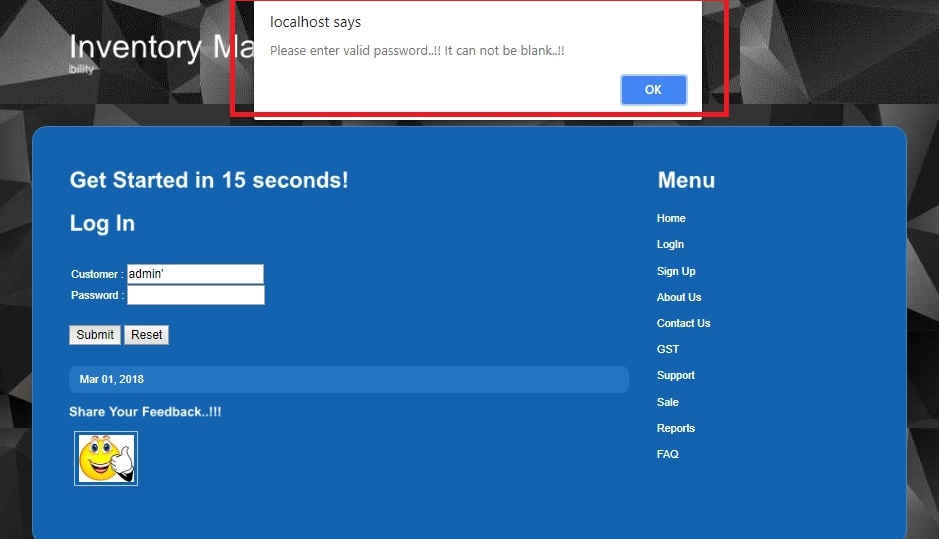 localhost says
Please enter valid password..!! It can not be blank..!!
OK
Inventory Ma
ibility
Get Started in 15 seconds!
Log In
Customer : admin'
Password :
Submit Reset
Mar 01, 2018
Share Your Feedback..!!!
Menu
Home
LogIn
Sign Up
About Us
Contact Us
GST
Support
Sale
Reports
FAQ